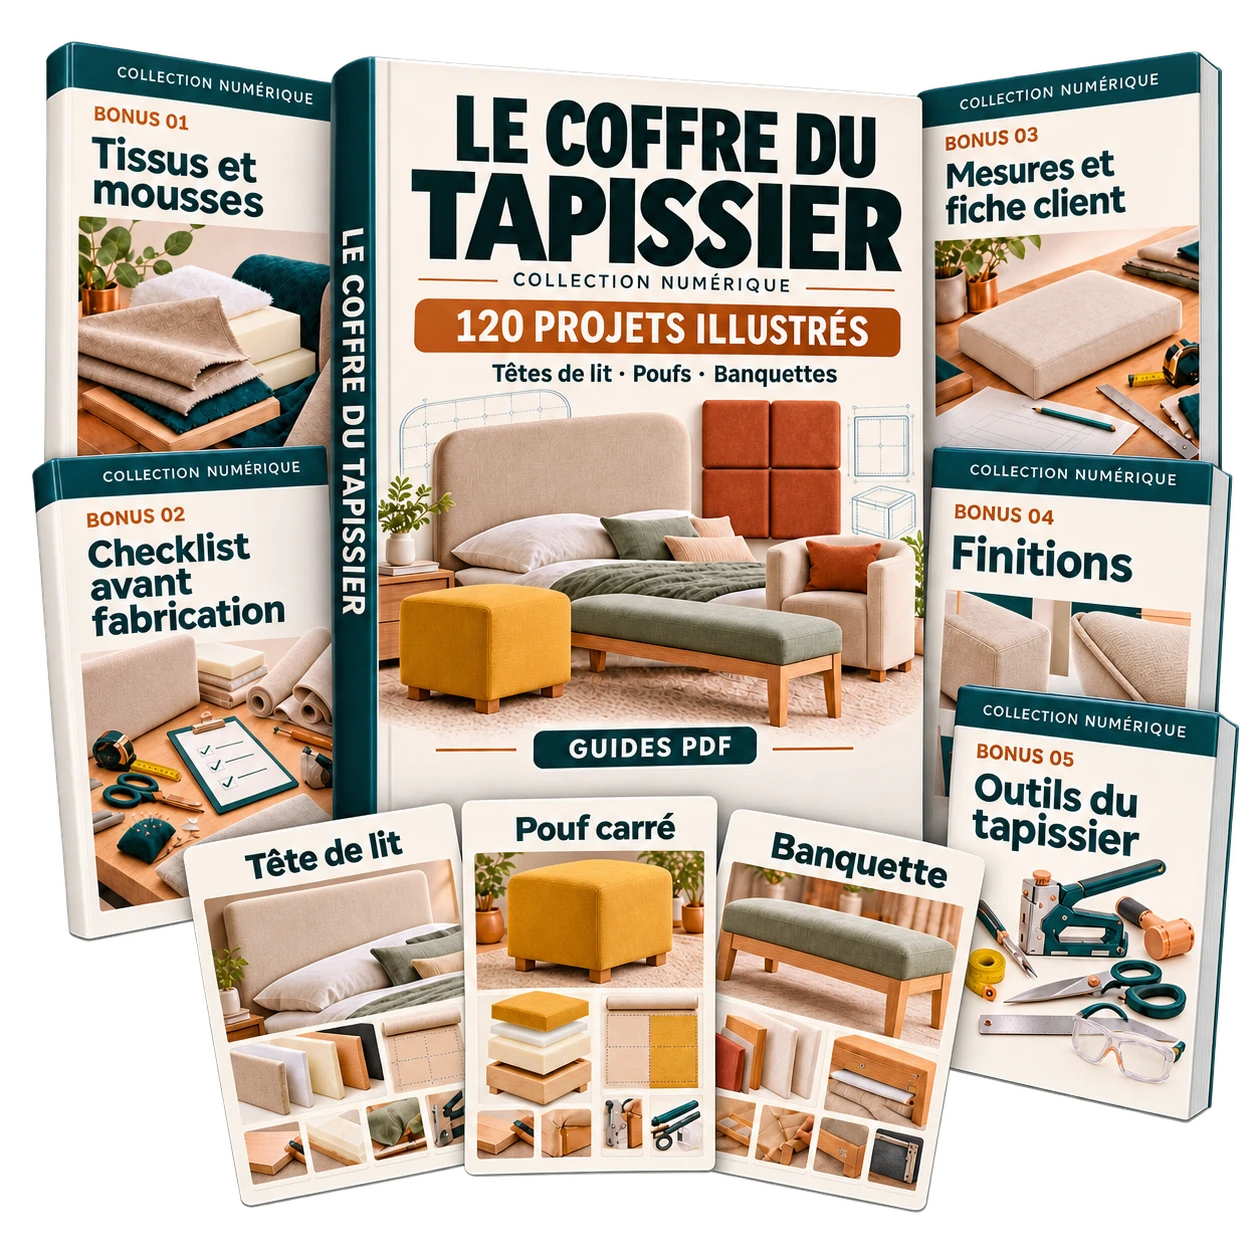 COLLECTION NUMÉRIQUE
BONUS 01
Tissus et
mousses
COLLECTION NUMÉRIQUE
BONUS 02
Checklist
avant
fabrication
LE COFFRE DU TAPISSIER
LE COFFRE DU
TAPISSIER
COLLECTION NUMÉRIQUE
120 PROJETS ILLUSTRÉS
Têtes de lit · Poufs · Banquettes
GUIDES PDF
COLLECTION NUMÉRIQUE
BONUS 03
Mesures et
fiche client
COLLECTION NUMÉRIQUE
BONUS 04
Finitions
COLLECTION NUMÉRIQUE
BONUS 05
Outils du
tapissier
Tête de lit
Pouf carré
Banquette